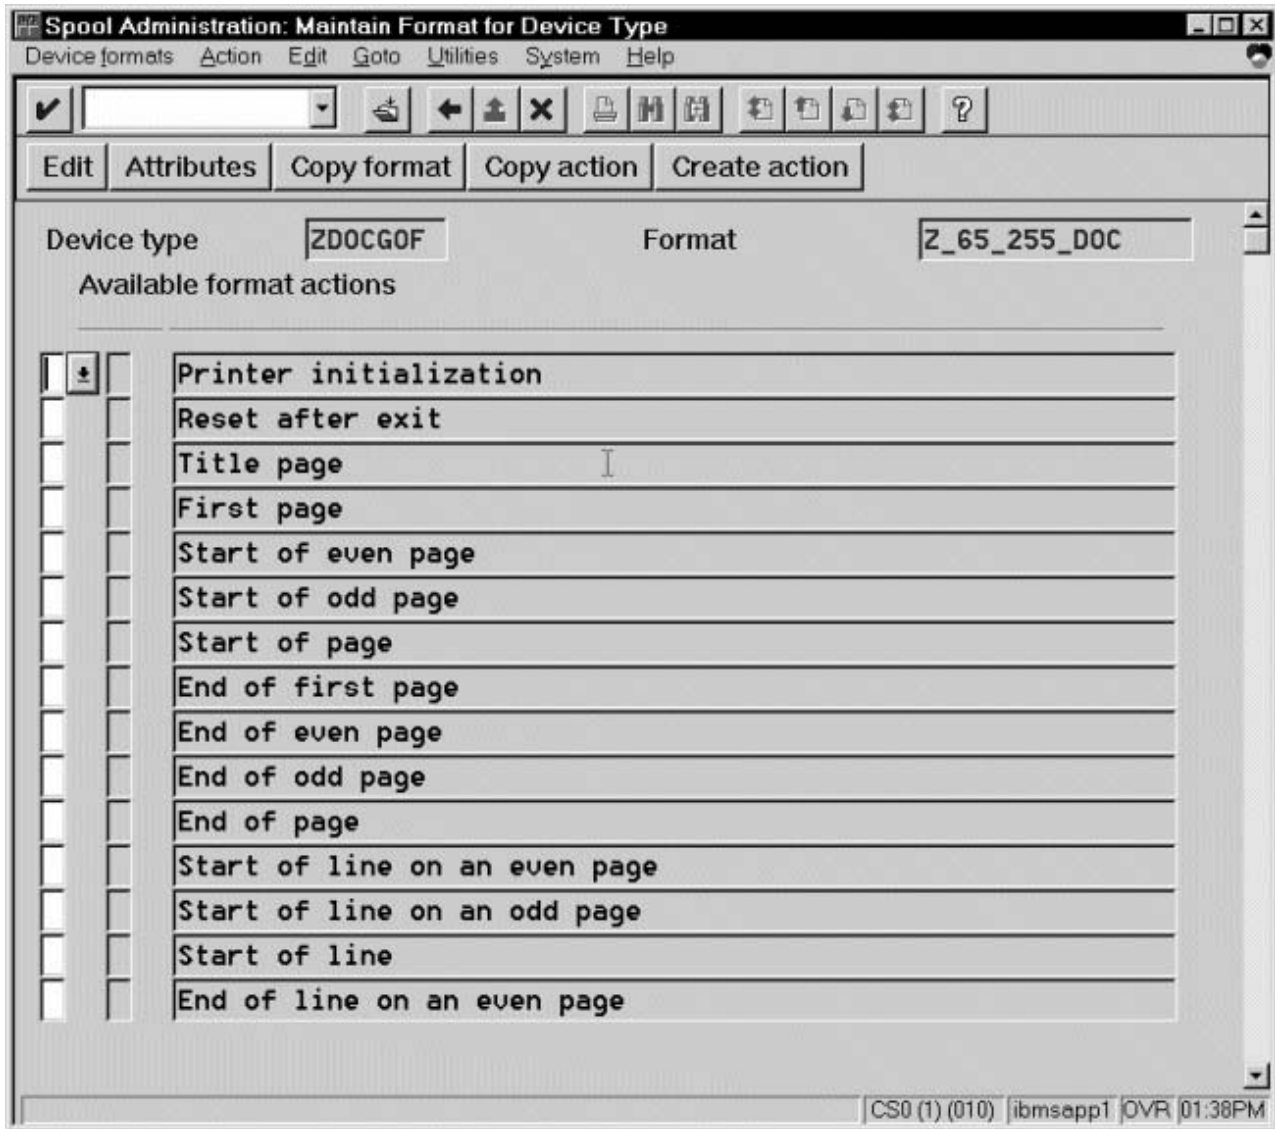 Spool Administration: Maintain Format for Device Type
Device formats Action Edit Goto Utilities System Help
Edit Attributes Copy format Copy action Create action
Device type ZDOCGOF Format Z_65_255_DOC
Available format actions
Printer initialization
Reset after exit
Title page
First page
Start of even page
Start of odd page
Start of page
End of first page
End of even page
End of odd page
End of page
Start of line on an even page
Start of line on an odd page
Start of line
End of line on an even page
CS0 (1) (010) ibmsapp1 OVR 01:38PM